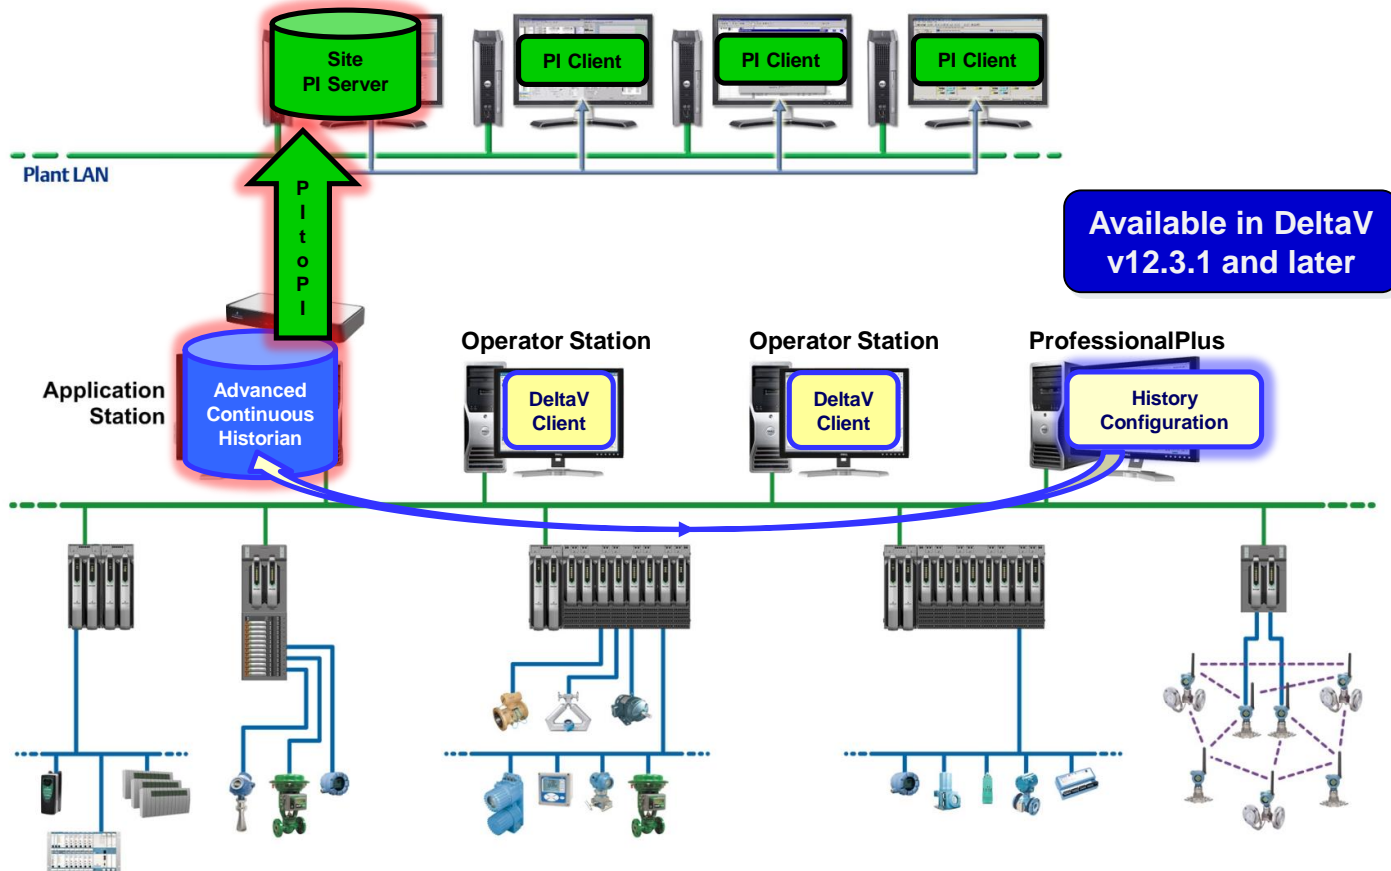 Site
PI Server
PI Client
PI Client
PI Client
Plant LAN
PItoPI
Available in DeltaV
v12.3.1 and later
Operator Station
Operator Station
ProfessionalPlus
Application
Station
Advanced
Continuous
Historian
DeltaV
Client
DeltaV
Client
History
Configuration